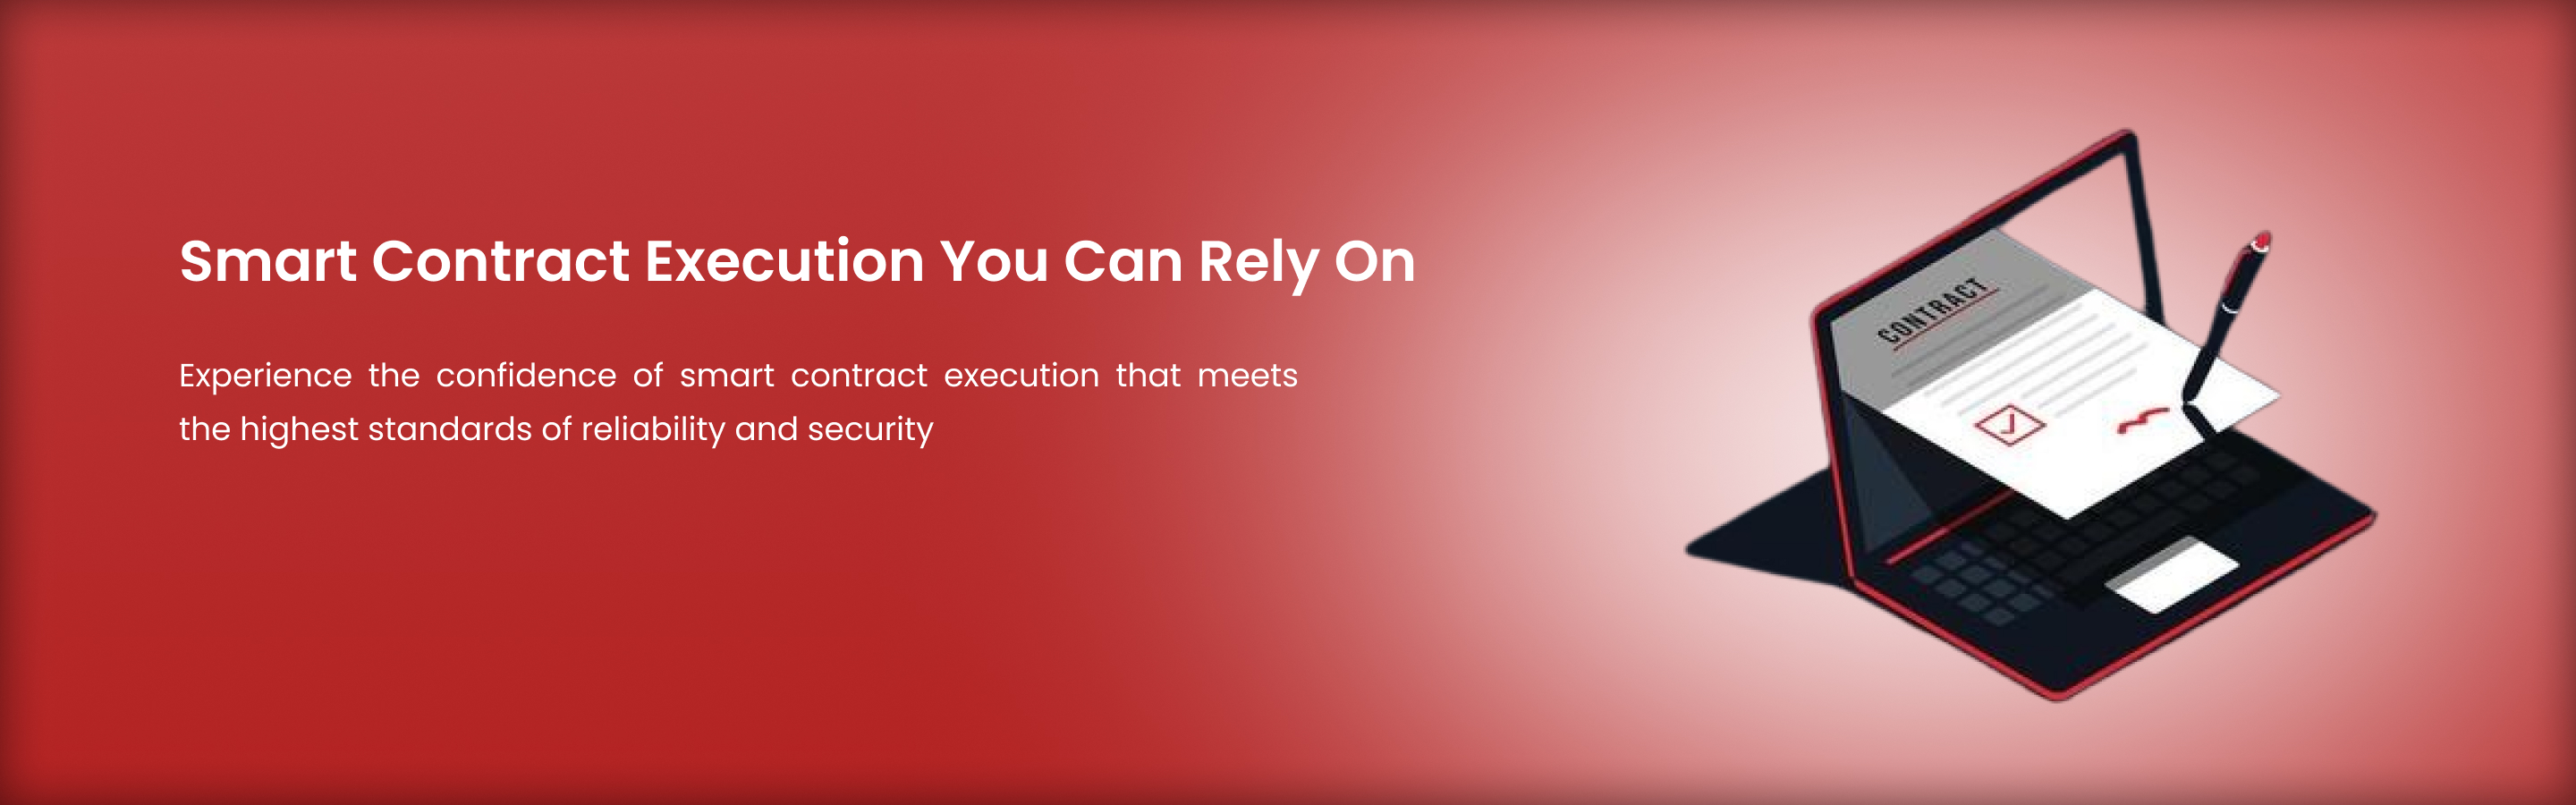 Smart Contract Execution You Can Rely On
Experience the confidence of smart contract execution that meets
the highest standards of reliability and security
CONTRACT